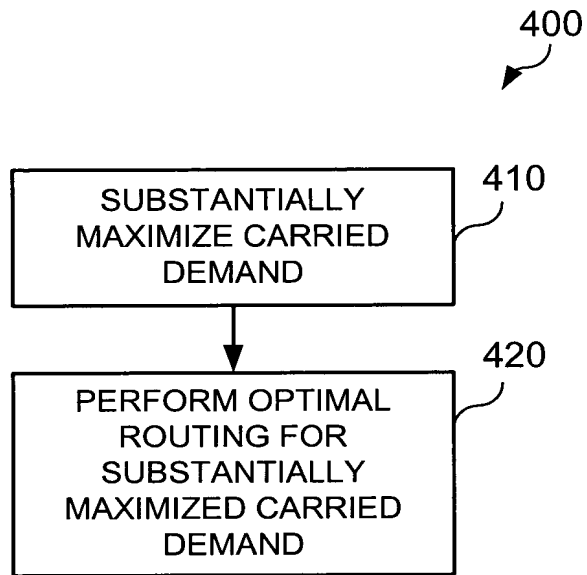 400
SUBSTANTIALLY
MAXIMIZE CARRIED
DEMAND
410
PERFORM OPTIMAL
ROUTING FOR
SUBSTANTIALLY
MAXIMIZED CARRIED
DEMAND
420